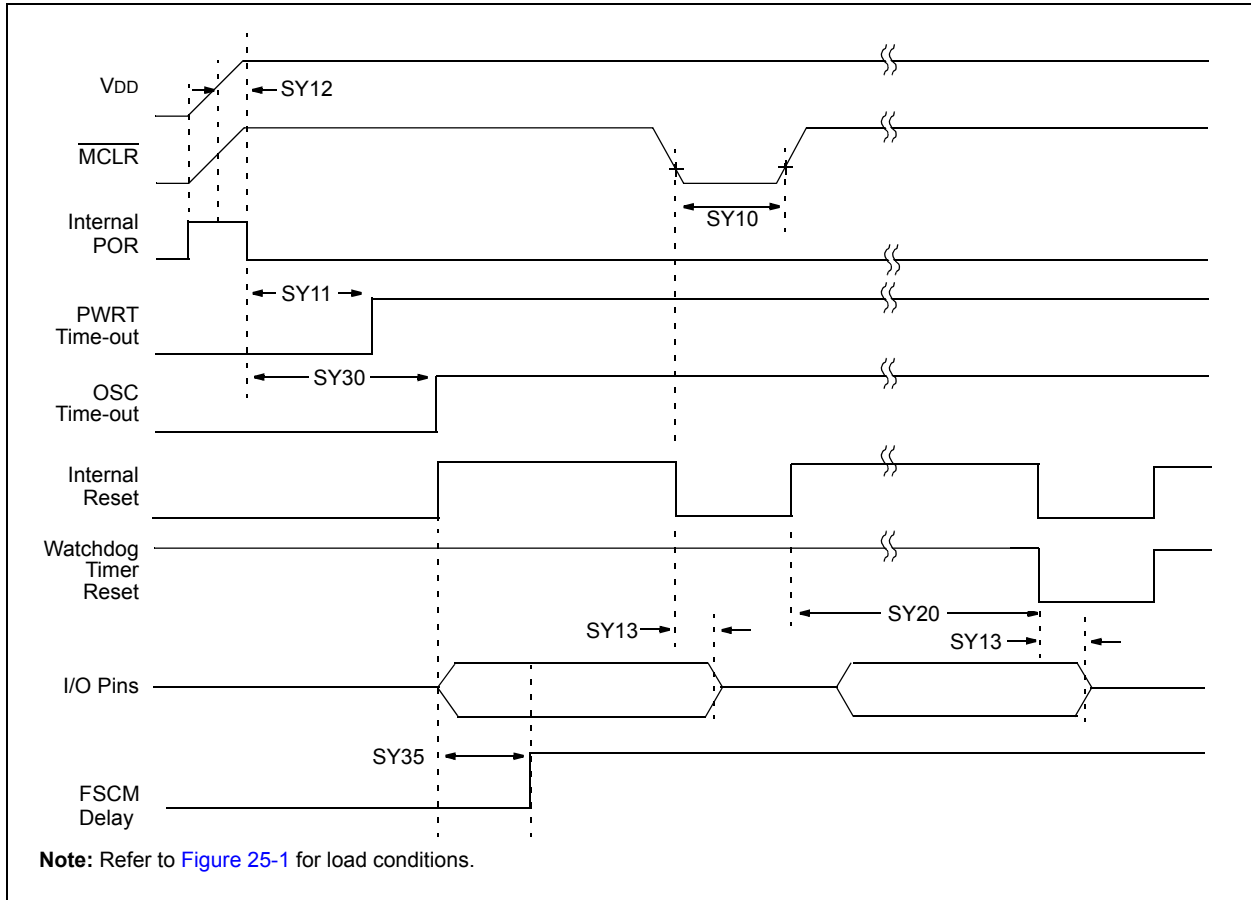 VDD
SY12
MCLR
SY10
Internal
POR
SY11
PWRT
Time-out
SY30
OSC
Time-out
Internal
Reset
Watchdog
Timer
Reset
SY20
SY13
SY13
I/O Pins
SY35
FSCM
Delay
Note: Refer to Figure 25-1 for load conditions.